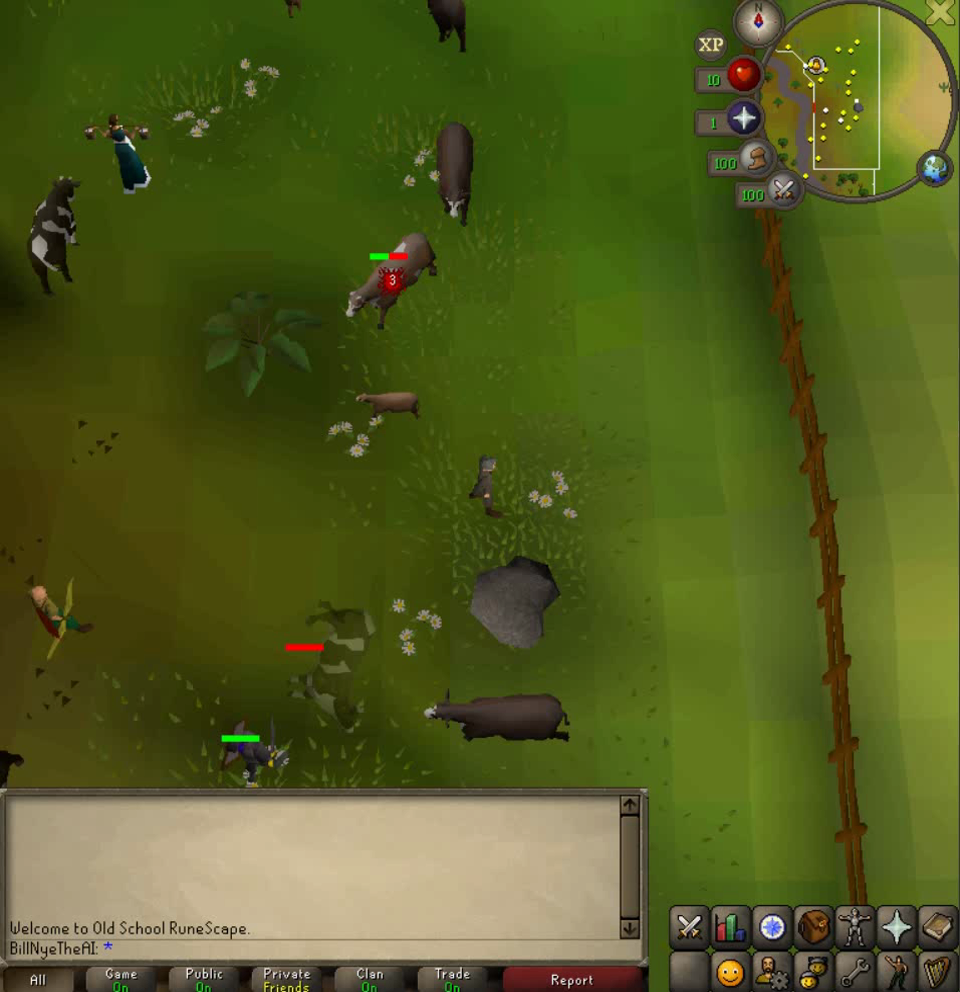 N
XP
10
1
100
100
3
Welcome to Old School RuneScape.
BillNyeTheAI: *
All
Game
On
Public
On
Private
Friends
Clan
On
Trade
On
Report